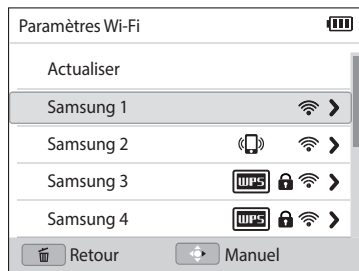 Paramètres Wi-Fi
Actualiser
Samsung 1
Samsung 2
Samsung 3 WPS
Samsung 4 WPS
Retour Manuel